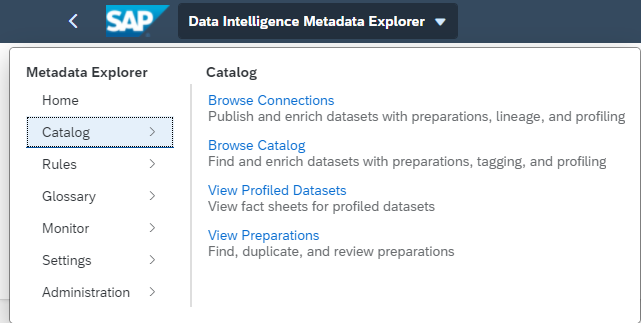 SAP Data Intelligence Metadata Explorer
Metadata Explorer
Home
Catalog
Rules
Glossary
Monitor
Settings
Administration
Catalog
Browse Connections
Publish and enrich datasets with preparations, lineage, and profiling
Browse Catalog
Find and enrich datasets with preparations, tagging, and profiling
View Profiled Datasets
View fact sheets for profiled datasets
View Preparations
Find, duplicate, and review preparations